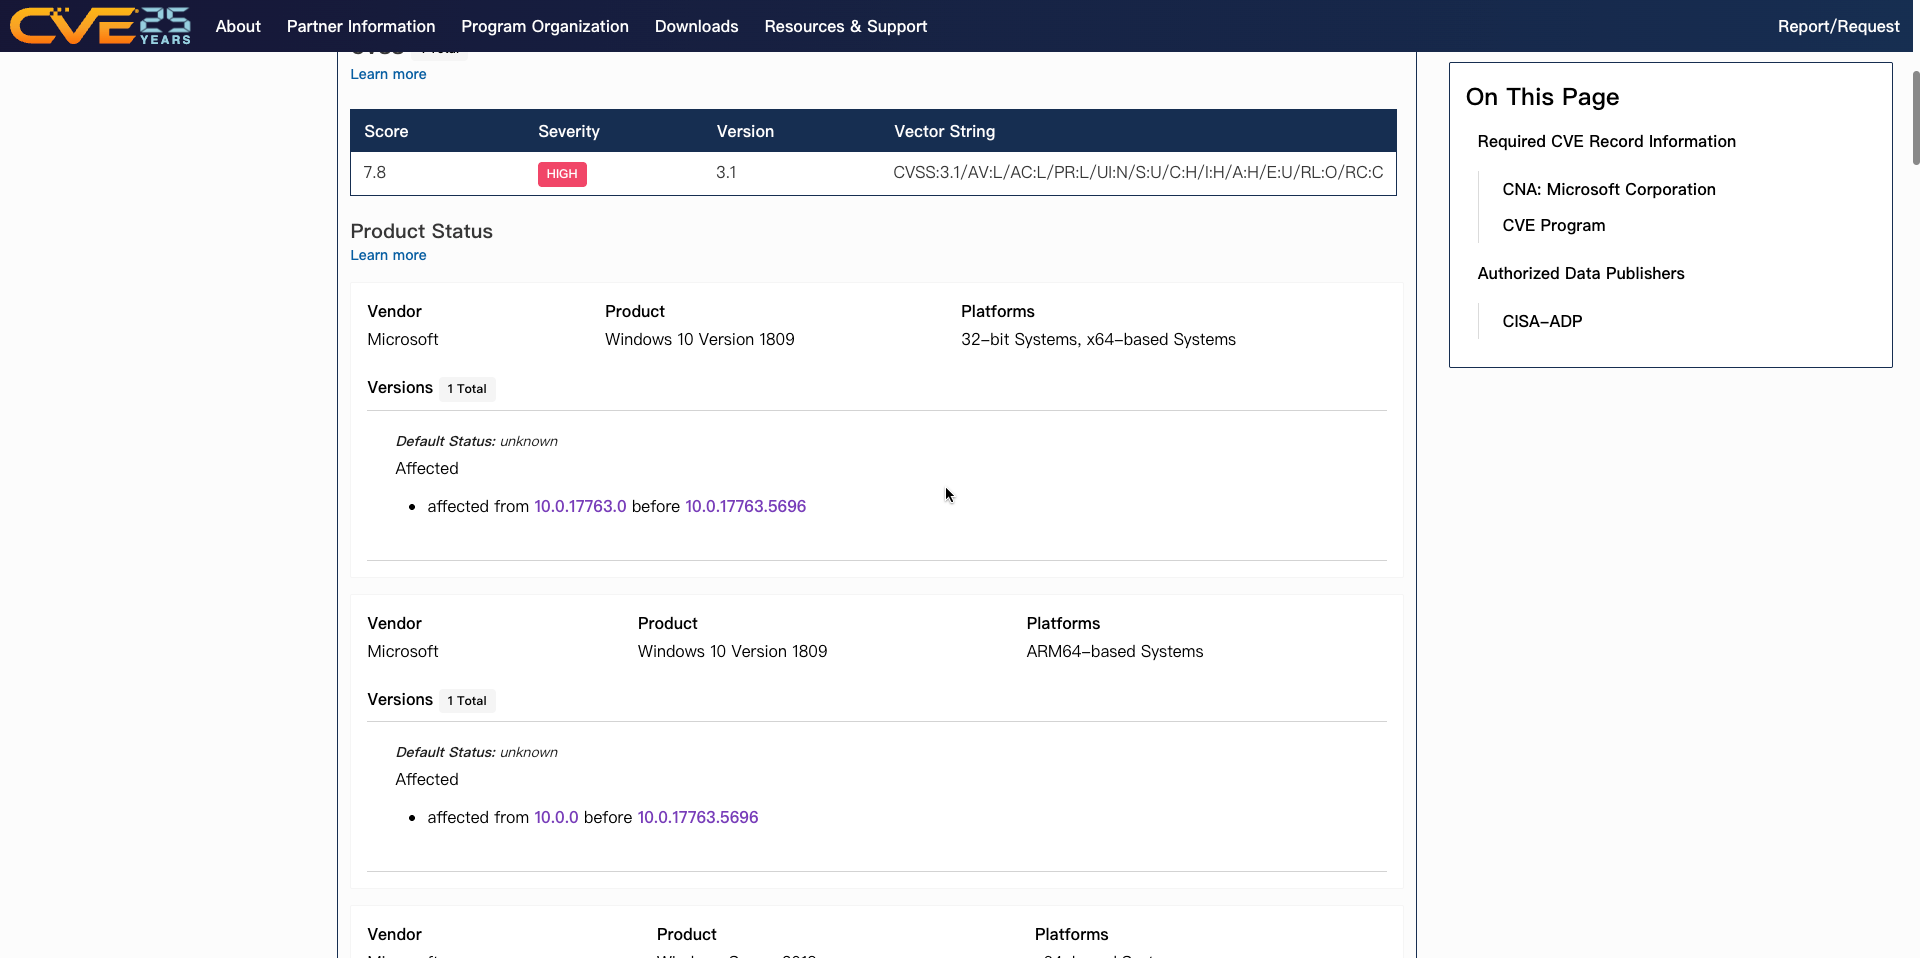 CVE 25 YEARS
About Partner Information Program Organization Downloads Resources & Support Report/Request
Learn more
Score Severity Version Vector String
7.8 HIGH 3.1 CVSS:3.1/AV:L/AC:L/PR:L/UI:N/S:U/C:H/I:H/A:H/E:U/RL:O/RC:C
Product Status
Learn more
Vendor Product Platforms
Microsoft Windows 10 Version 1809 32-bit Systems, x64-based Systems
Versions 1 Total
Default Status: unknown
Affected
• affected from 10.0.17763.0 before 10.0.17763.5696
Vendor Product Platforms
Microsoft Windows 10 Version 1809 ARM64-based Systems
Versions 1 Total
Default Status: unknown
Affected
• affected from 10.0.0 before 10.0.17763.5696
Vendor Product Platforms
On This Page
Required CVE Record Information
CNA: Microsoft Corporation
CVE Program
Authorized Data Publishers
CISA-ADP